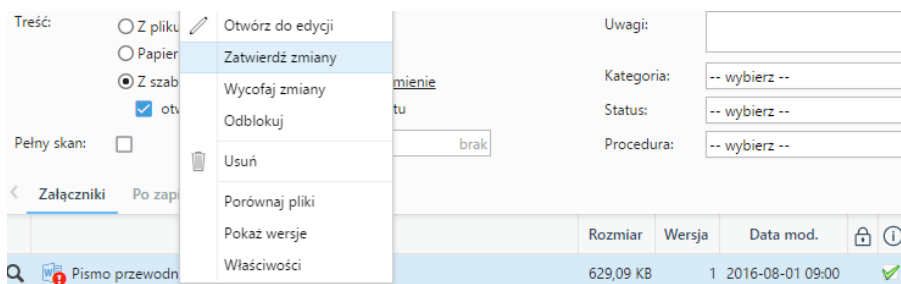 Treść:
Z pliku
Otwórz do edycji
Uwagi:
Papier
Zatwierdź zmiany
Z szab
mienie
Kategoria:
-- wybierz --
Wycofaj zmiany
otw
tu
Status:
-- wybierz --
Odblokuj
Pełny skan:
brak
Procedura:
-- wybierz --
Usuń
Załączniki
Po zapi
Porównaj pliki
Pokaż wersje
Rozmiar
Wersja
Data mod.
Właściwości
Pismo przewodn
629,09 KB
1
2016-08-01 09:00